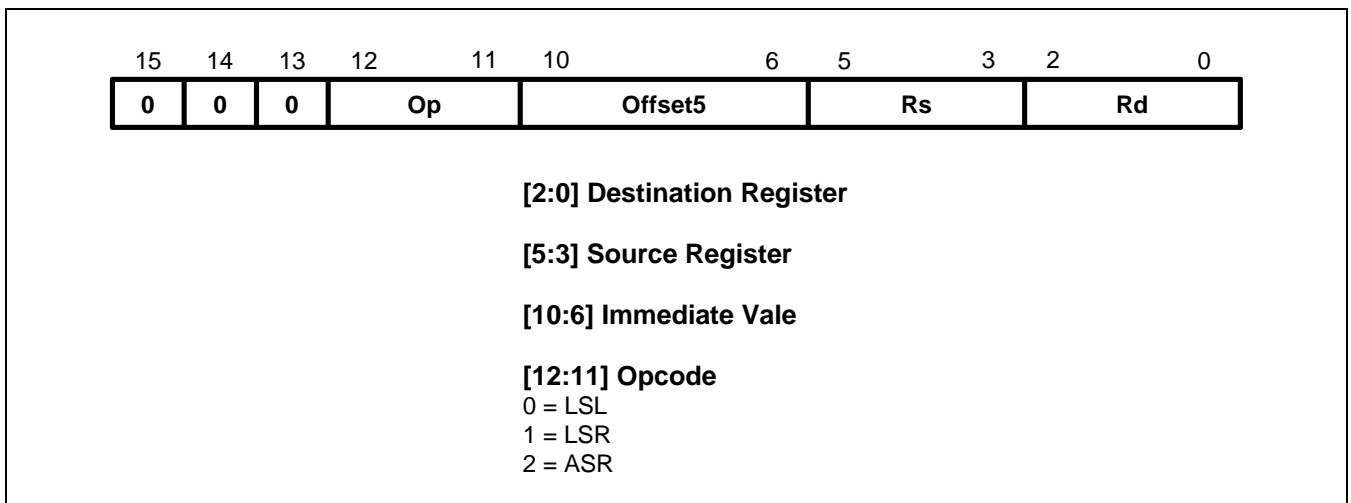 15 14 13 12 11 10 6 5 3 2 0
0 0 0 Op Offset5 Rs Rd
[2:0] Destination Register
[5:3] Source Register
[10:6] Immediate Vale
[12:11] Opcode
0 = LSL
1 = LSR
2 = ASR